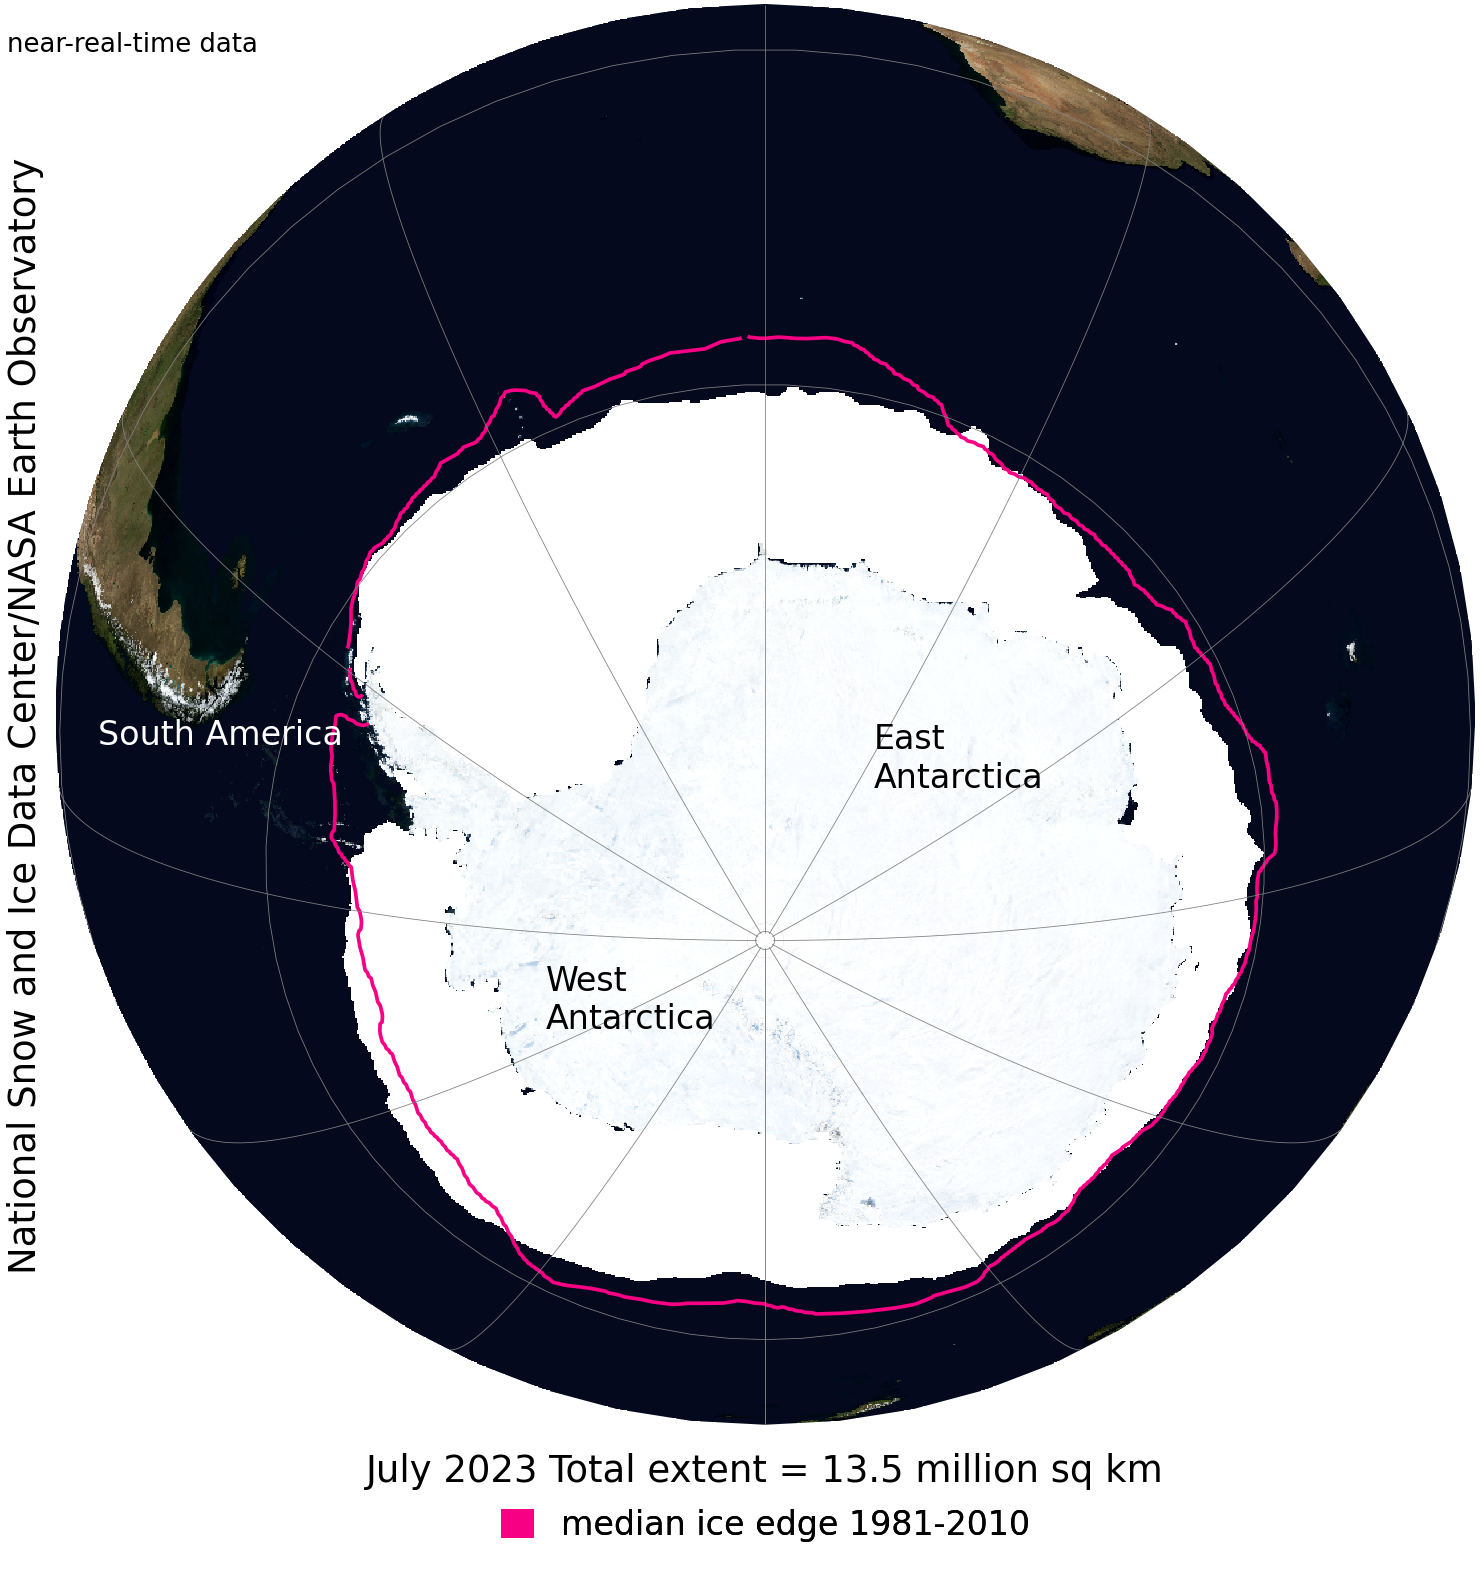 near-real-time data
National Snow and Ice Data Center/NASA Earth Observatory
South America
East
Antarctica
West
Antarctica
July 2023 Total extent = 13.5 million sq km
median ice edge 1981-2010